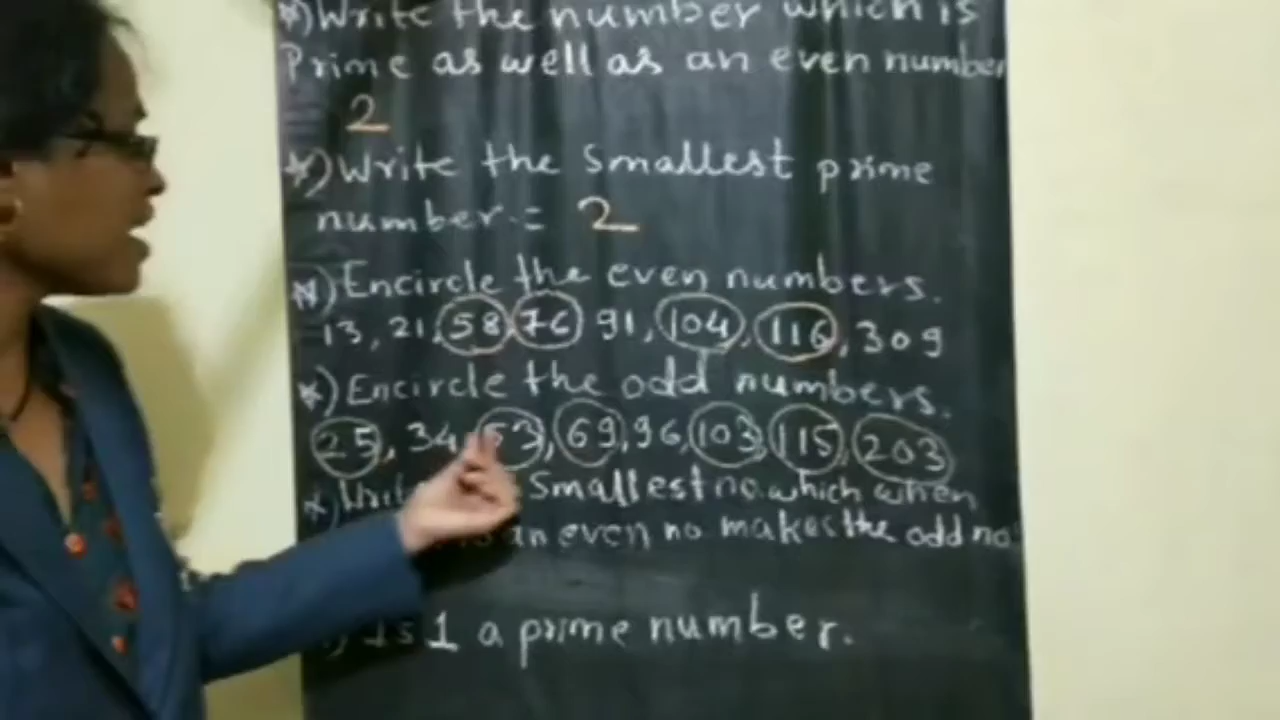 *) Write the number which is
Prime as well as an even number
2
*) Write the smallest prime
number = 2
*) Encircle the even numbers.
13, 21, 58, 76 91, 104, 116, 309
*) Encircle the odd numbers.
25, 34, 53, 69, 96, 103, 115, 203
*) Smallest no. which when
an even no makes the odd no
Is 1 a prime number.